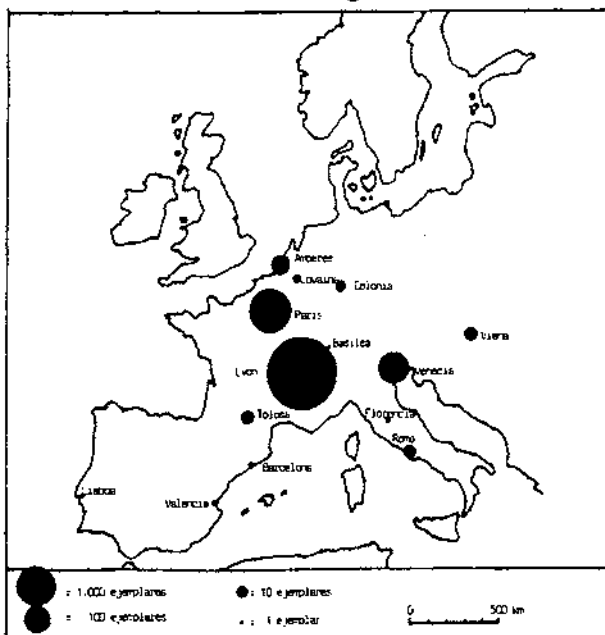 Amberes
Lovaina
Colonia
Paris
Viena
Basilea
Lyon
Venecia
Tolosa
Florencia
Roma
Barcelona
Lisboa
Valencia
= 1.000 ejemplares
= 10 ejemplares
= 100 ejemplares
= 1 ejemplar
0 500 km